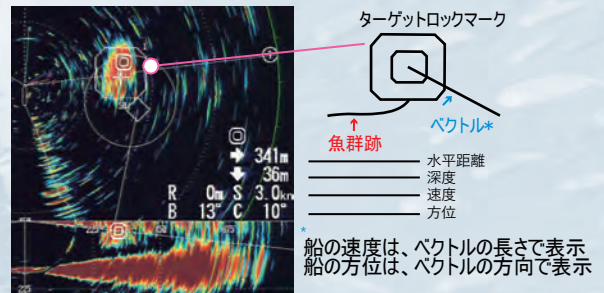 ターゲットロックマーク
ベクトル*
魚群跡
水平距離
深度
速度
方位
*
船の速度は、ベクトルの長さで表示
船の方位は、ベクトルの方向で表示
341m
36m
R 0m S 3.0kn
B 13° C 10°
225
225